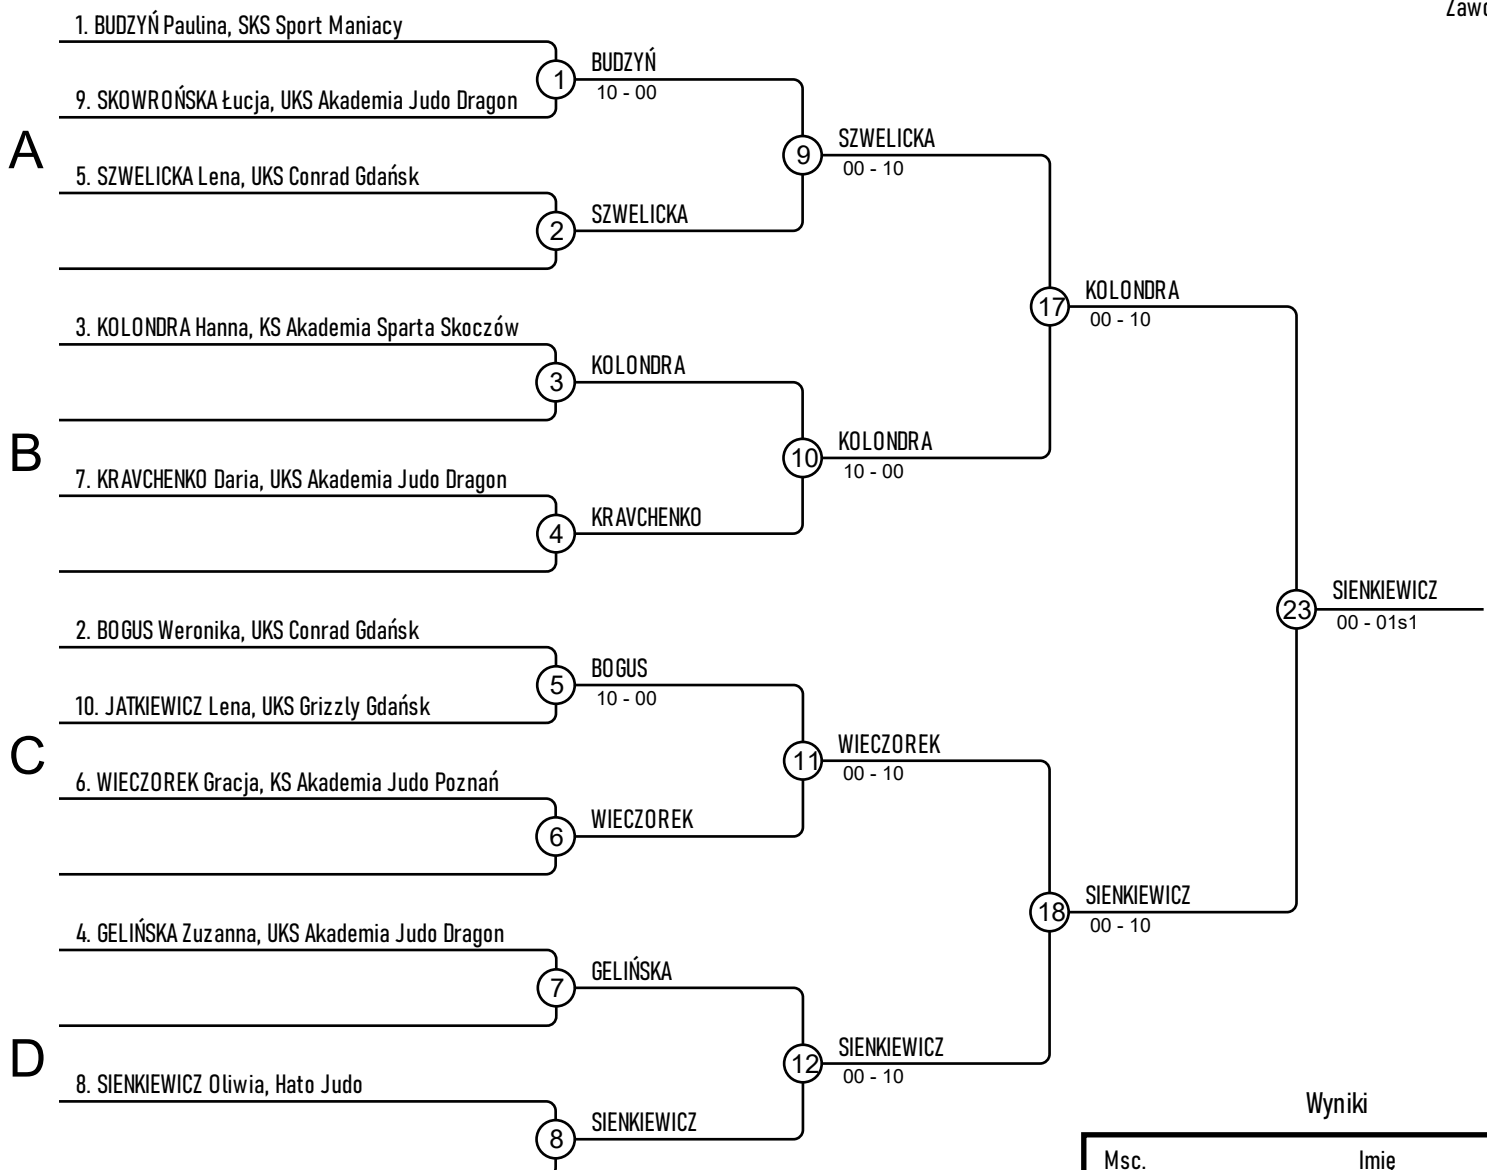 Zawo
1. BUDZYŃ Paulina, SKS Sport Maniacy
1
BUDZYŃ
10 - 00
9. SKOWROŃSKA Łucja, UKS Akademia Judo Dragon
A
9
SZWELICKA
00 - 10
5. SZWELICKA Lena, UKS Conrad Gdańsk
2
SZWELICKA
17
KOLONDRA
00 - 10
3. KOLONDRA Hanna, KS Akademia Sparta Skoczów
3
KOLONDRA
B
10
KOLONDRA
10 - 00
7. KRAVCHENKO Daria, UKS Akademia Judo Dragon
4
KRAVCHENKO
23
SIENKIEWICZ
00 - 01s1
2. BOGUS Weronika, UKS Conrad Gdańsk
5
BOGUS
10 - 00
10. JATKIEWICZ Lena, UKS Grizzly Gdańsk
C
11
WIECZOREK
00 - 10
6. WIECZOREK Gracja, KS Akademia Judo Poznań
6
WIECZOREK
18
SIENKIEWICZ
00 - 10
4. GELIŃSKA Zuzanna, UKS Akademia Judo Dragon
7
GELIŃSKA
D
12
SIENKIEWICZ
00 - 10
8. SIENKIEWICZ Oliwia, Hato Judo
8
SIENKIEWICZ
Wyniki
Msc. Imię